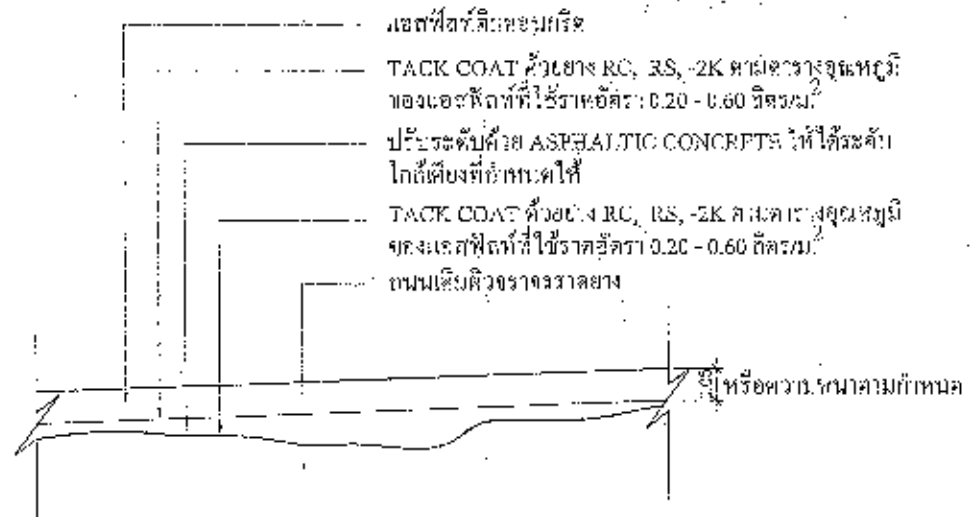 แอสฟัลท์ติกคอนกรีต
TACK COAT ด้วยยาง RC, RS, -2K ตามตารางอุณหภูมิ
ของแอสฟัลท์ที่ใช้ราดอัตรา 0.20 - 0.60 ลิตร/ม.2
ปรับระดับด้วย ASPHALTIC CONCRETE ให้ได้ระดับ
ใกล้เคียงที่กำหนดให้
TACK COAT ด้วยยาง RC, RS, -2K ตามตารางอุณหภูมิ
ของแอสฟัลท์ที่ใช้ราดอัตรา 0.20 - 0.60 ลิตร/ม.2
ถนนเดิมผิวจราจรราดยาง
หรือความหนาตามกำหนด